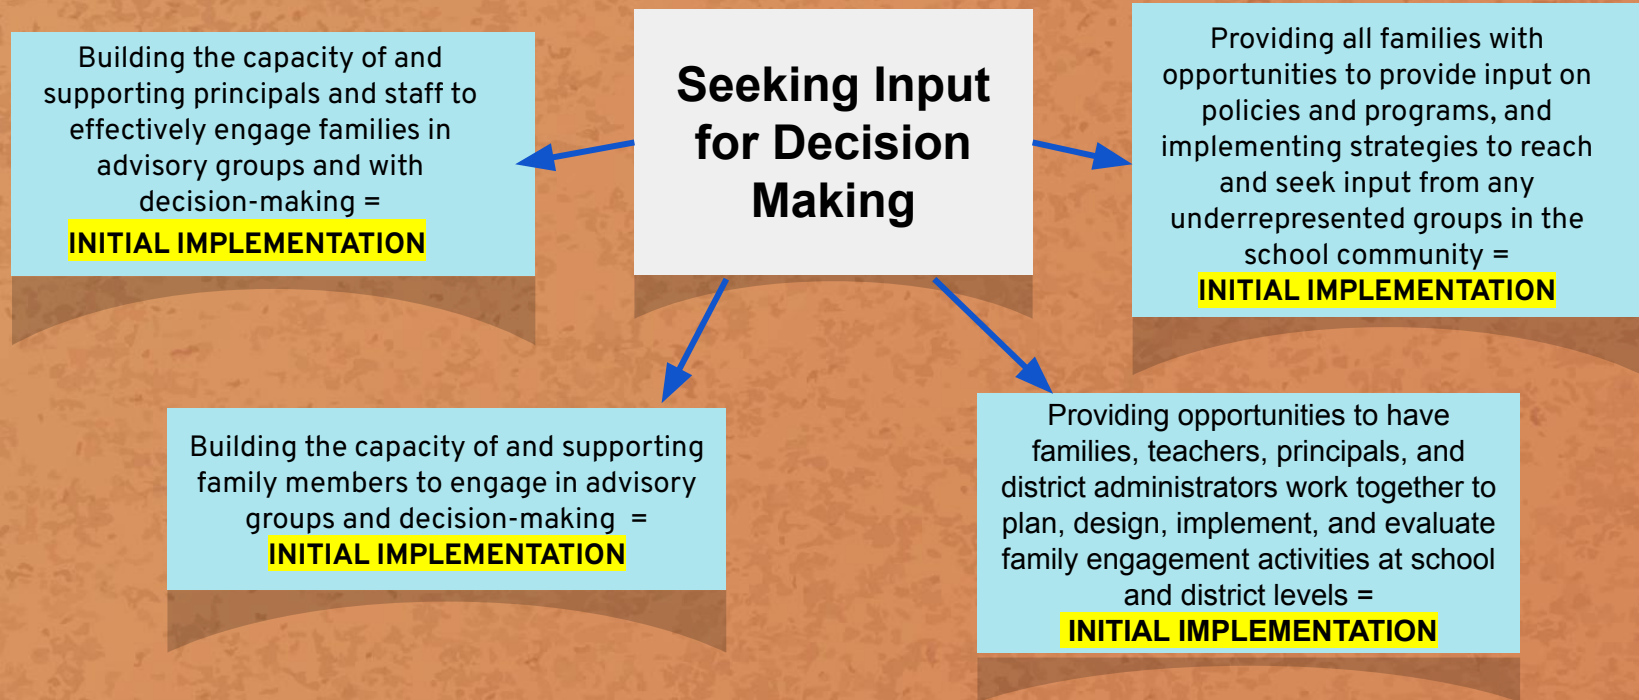 Seeking Input
for Decision
Making
Building the capacity of and
supporting principals and staff to
effectively engage families in
advisory groups and with
decision-making =
INITIAL IMPLEMENTATION
Providing all families with
opportunities to provide input on
policies and programs, and
implementing strategies to reach
and seek input from any
underrepresented groups in the
school community =
INITIAL IMPLEMENTATION
Building the capacity of and supporting
family members to engage in advisory
groups and decision-making =
INITIAL IMPLEMENTATION
Providing opportunities to have
families, teachers, principals, and
district administrators work together to
plan, design, implement, and evaluate
family engagement activities at school
and district levels =
INITIAL IMPLEMENTATION